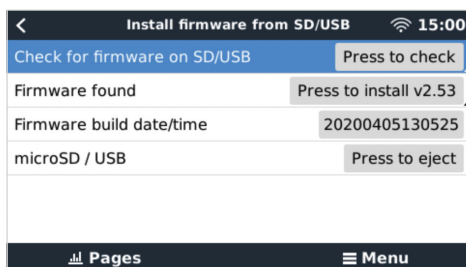 Install firmware from SD/USB 15:00
Check for firmware on SD/USB Press to check
Firmware found Press to install v2.53
Firmware build date/time 20200405130525
microSD / USB Press to eject
Pages Menu